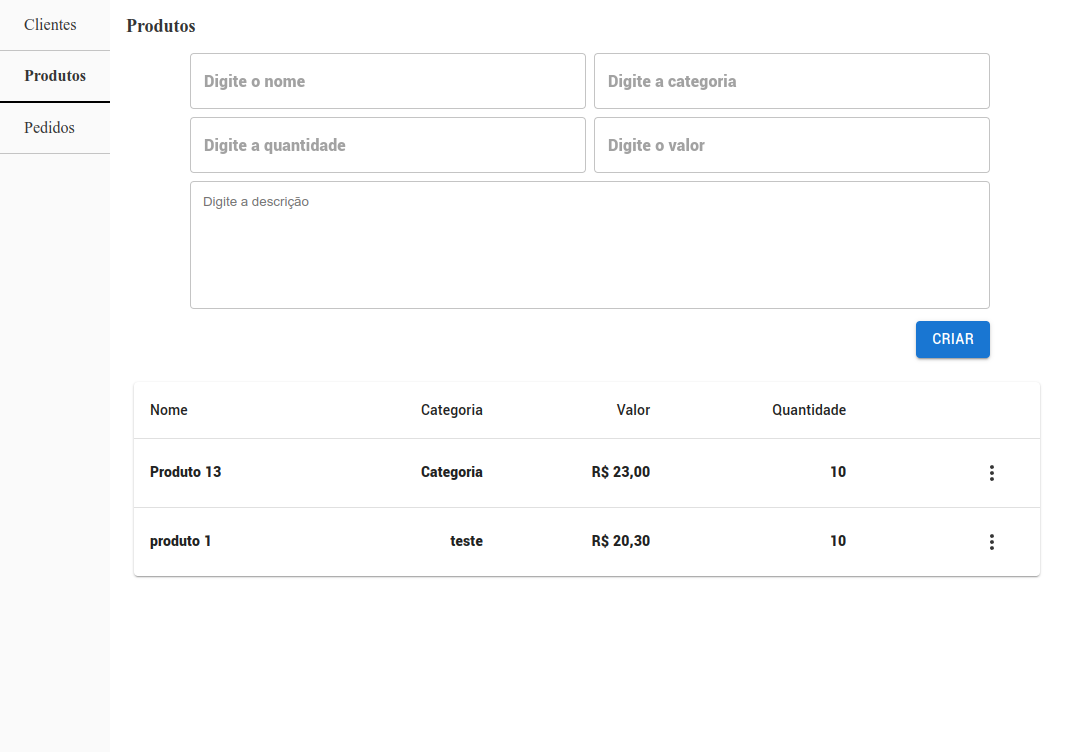 Clientes
Produtos
Pedidos
Produtos
Digite o nome
Digite a categoria
Digite a quantidade
Digite o valor
Digite a descrição
CRIAR
Nome Categoria Valor Quantidade
Produto 13 Categoria R$ 23,00 10
produto 1 teste R$ 20,30 10